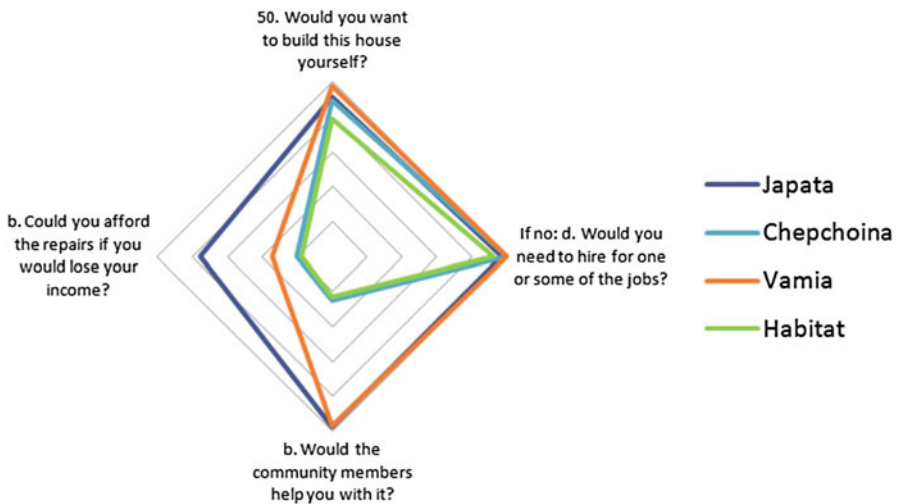 50. Would you want
to build this house
yourself?
b. Could you afford
the repairs if you
would lose your
income?
If no: d. Would you
need to hire for one
or some of the jobs?
b. Would the
community members
help you with it?
Japata
Chepchoina
Vamia
Habitat